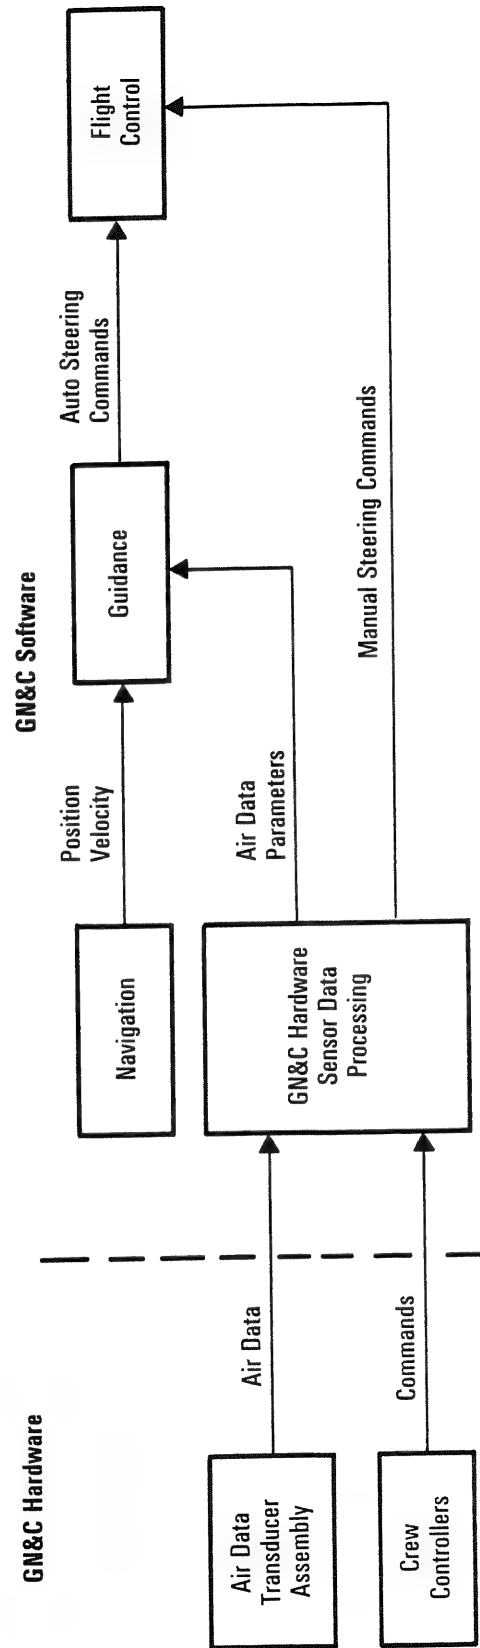 GN&C Hardware
GN&C Software
Air Data
Transducer
Assembly
Crew
Controllers
Air Data
Commands
Navigation
GN&C Hardware
Sensor Data
Processing
Position
Velocity
Air Data
Parameters
Guidance
Auto Steering
Commands
Manual Steering Commands
Flight
Control